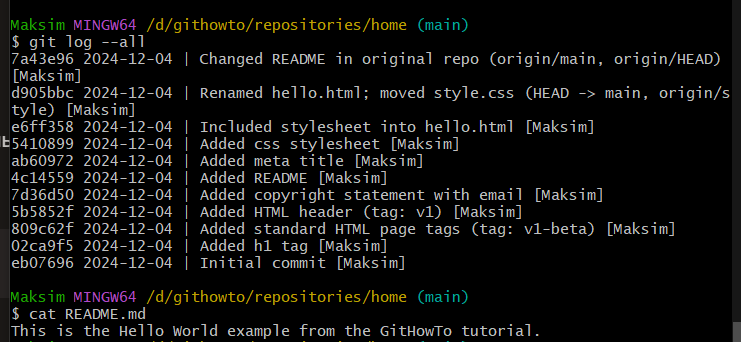 Maksim MINGW64 /d/githowto/repositories/home (main)
$ git log --all
7a43e96 2024-12-04 | Changed README in original repo (origin/main, origin/HEAD)
[Maksim]
d905bbc 2024-12-04 | Renamed hello.html; moved style.css (HEAD -> main, origin/s
tyle) [Maksim]
e6ff358 2024-12-04 | Included stylesheet into hello.html [Maksim]
5410899 2024-12-04 | Added css stylesheet [Maksim]
ab60972 2024-12-04 | Added meta title [Maksim]
4c14559 2024-12-04 | Added README [Maksim]
7d36d50 2024-12-04 | Added copyright statement with email [Maksim]
5b5852f 2024-12-04 | Added HTML header (tag: v1) [Maksim]
809c62f 2024-12-04 | Added standard HTML page tags (tag: v1-beta) [Maksim]
02ca9f5 2024-12-04 | Added h1 tag [Maksim]
eb07696 2024-12-04 | Initial commit [Maksim]
Maksim MINGW64 /d/githowto/repositories/home (main)
$ cat README.md
This is the Hello World example from the GitHowTo tutorial.